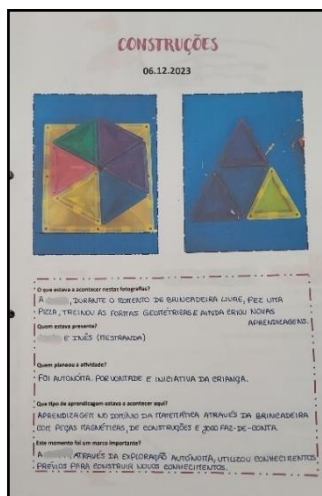 CONSTRUÇÕES
06.12.2023
O que estava a acontecer nestas fotografias?
A , DURANTE O MOMENTO DE BRINCADEIRA LIVRE, FEZ UMA
PIZZA, TREINOU AS FORMAS GEOMÉTRICAS E AINDA CRIOU NOVAS
APRENDIZAGENS.
Quem estava presente?
E INÊS (MESTRANDA)
Quem planeou a atividade?
FOI AUTÓNOMA. POR VONTADE E INICIATIVA DA CRIANÇA.
Que tipo de aprendizagem estava a acontecer aqui?
APRENDIZAGEM NO DOMÍNIO DA MATEMÁTICA ATRAVÉS DA BRINCADEIRA
COM PEÇAS MAGNÉTICAS, DE CONSTRUÇÕES E JOGO FAZ-DE-CONTA.
Este momento foi um marco importante?
A , ATRAVÉS DA EXPLORAÇÃO AUTÓNOMA, UTILIZOU CONHECIMENTOS
PRÉVIOS PARA CONSTRUIR NOVOS CONHECIMENTOS.